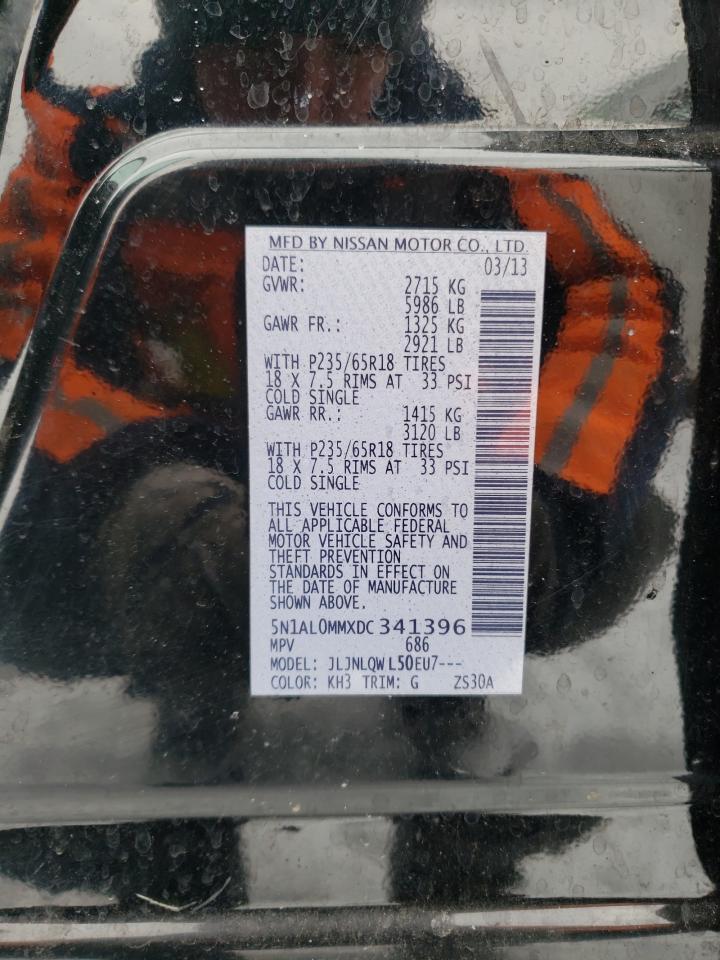 MFD BY NISSAN MOTOR CO., LTD.
DATE: 03/13
GVWR: 2715 KG
5986 LB
GAWR FR.: 1325 KG
2921 LB
WITH P235/65R18 TIRES
18 X 7.5 RIMS AT 33 PSI
COLD SINGLE
GAWR RR.: 1415 KG
3120 LB
WITH P235/65R18 TIRES
18 X 7.5 RIMS AT 33 PSI
COLD SINGLE
THIS VEHICLE CONFORMS TO
ALL APPLICABLE FEDERAL
MOTOR VEHICLE SAFETY AND
THEFT PREVENTION
STANDARDS IN EFFECT ON
THE DATE OF MANUFACTURE
SHOWN ABOVE.
5N1AL0MMXDC341396
MPV 686
MODEL: JLJNLQWL50EU7---
COLOR: KH3 TRIM: G ZS30A